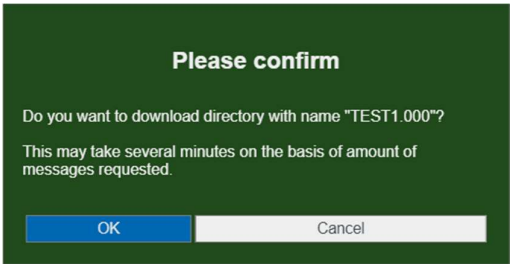 Please confirm
Do you want to download directory with name "TEST1.000"?
This may take several minutes on the basis of amount of
messages requested.
OK
Cancel